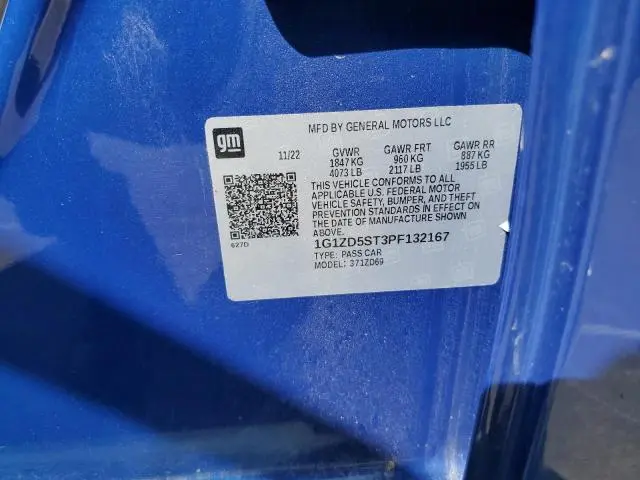 MFD BY GENERAL MOTORS LLC
gm
11/22
GVWR GAWR FRT GAWR RR
1847 KG 960 KG 887 KG
4073 LB 2117 LB 1955 LB
THIS VEHICLE CONFORMS TO ALL
APPLICABLE U.S. FEDERAL MOTOR
VEHICLE SAFETY, BUMPER, AND THEFT
PREVENTION STANDARDS IN EFFECT ON
THE DATE OF MANUFACTURE SHOWN
ABOVE.
627D
1G1ZD5ST3PF132167
TYPE: PASS CAR
MODEL: 371ZD69